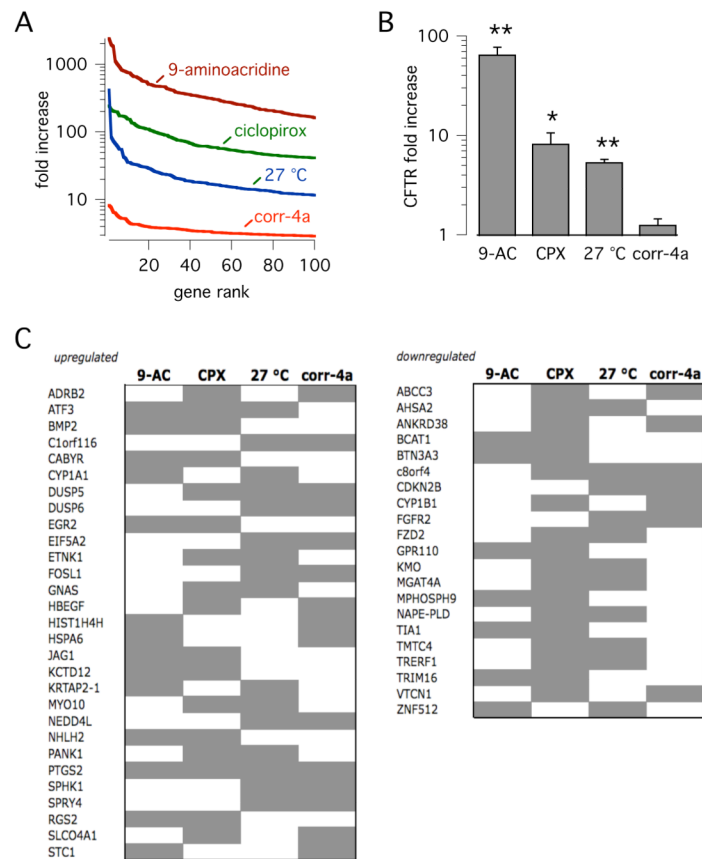 A
fold increase
1000
100
10
9-aminoacridine
ciclopirox
27 °C
corr-4a
20 40 60 80 100
gene rank
B
CFTR fold increase
100
10
1
**
*
**
9-AC CPX 27 °C corr-4a
C
upregulated
9-AC CPX 27 °C corr-4a
ADRB2
ATF3
BMP2
C1orf116
CABYR
CYP1A1
DUSP5
DUSP6
EGR2
EIF5A2
ETNK1
FOSL1
GNAS
HBEGF
HIST1H4H
HSPA6
JAG1
KCTD12
KRTAP2-1
MYO10
NEDD4L
NHLH2
PANK1
PTGS2
SPHK1
SPRY4
RGS2
SLCO4A1
STC1
downregulated
9-AC CPX 27 °C corr-4a
ABCC3
AHSA2
ANKRD38
BCAT1
BTN3A3
c8orf4
CDKN2B
CYP1B1
FGFR2
FZD2
GPR110
KMO
MGAT4A
MPHOSPH9
NAPE-PLD
TIA1
TMTC4
TRERF1
TRIM16
VTCN1
ZNF512